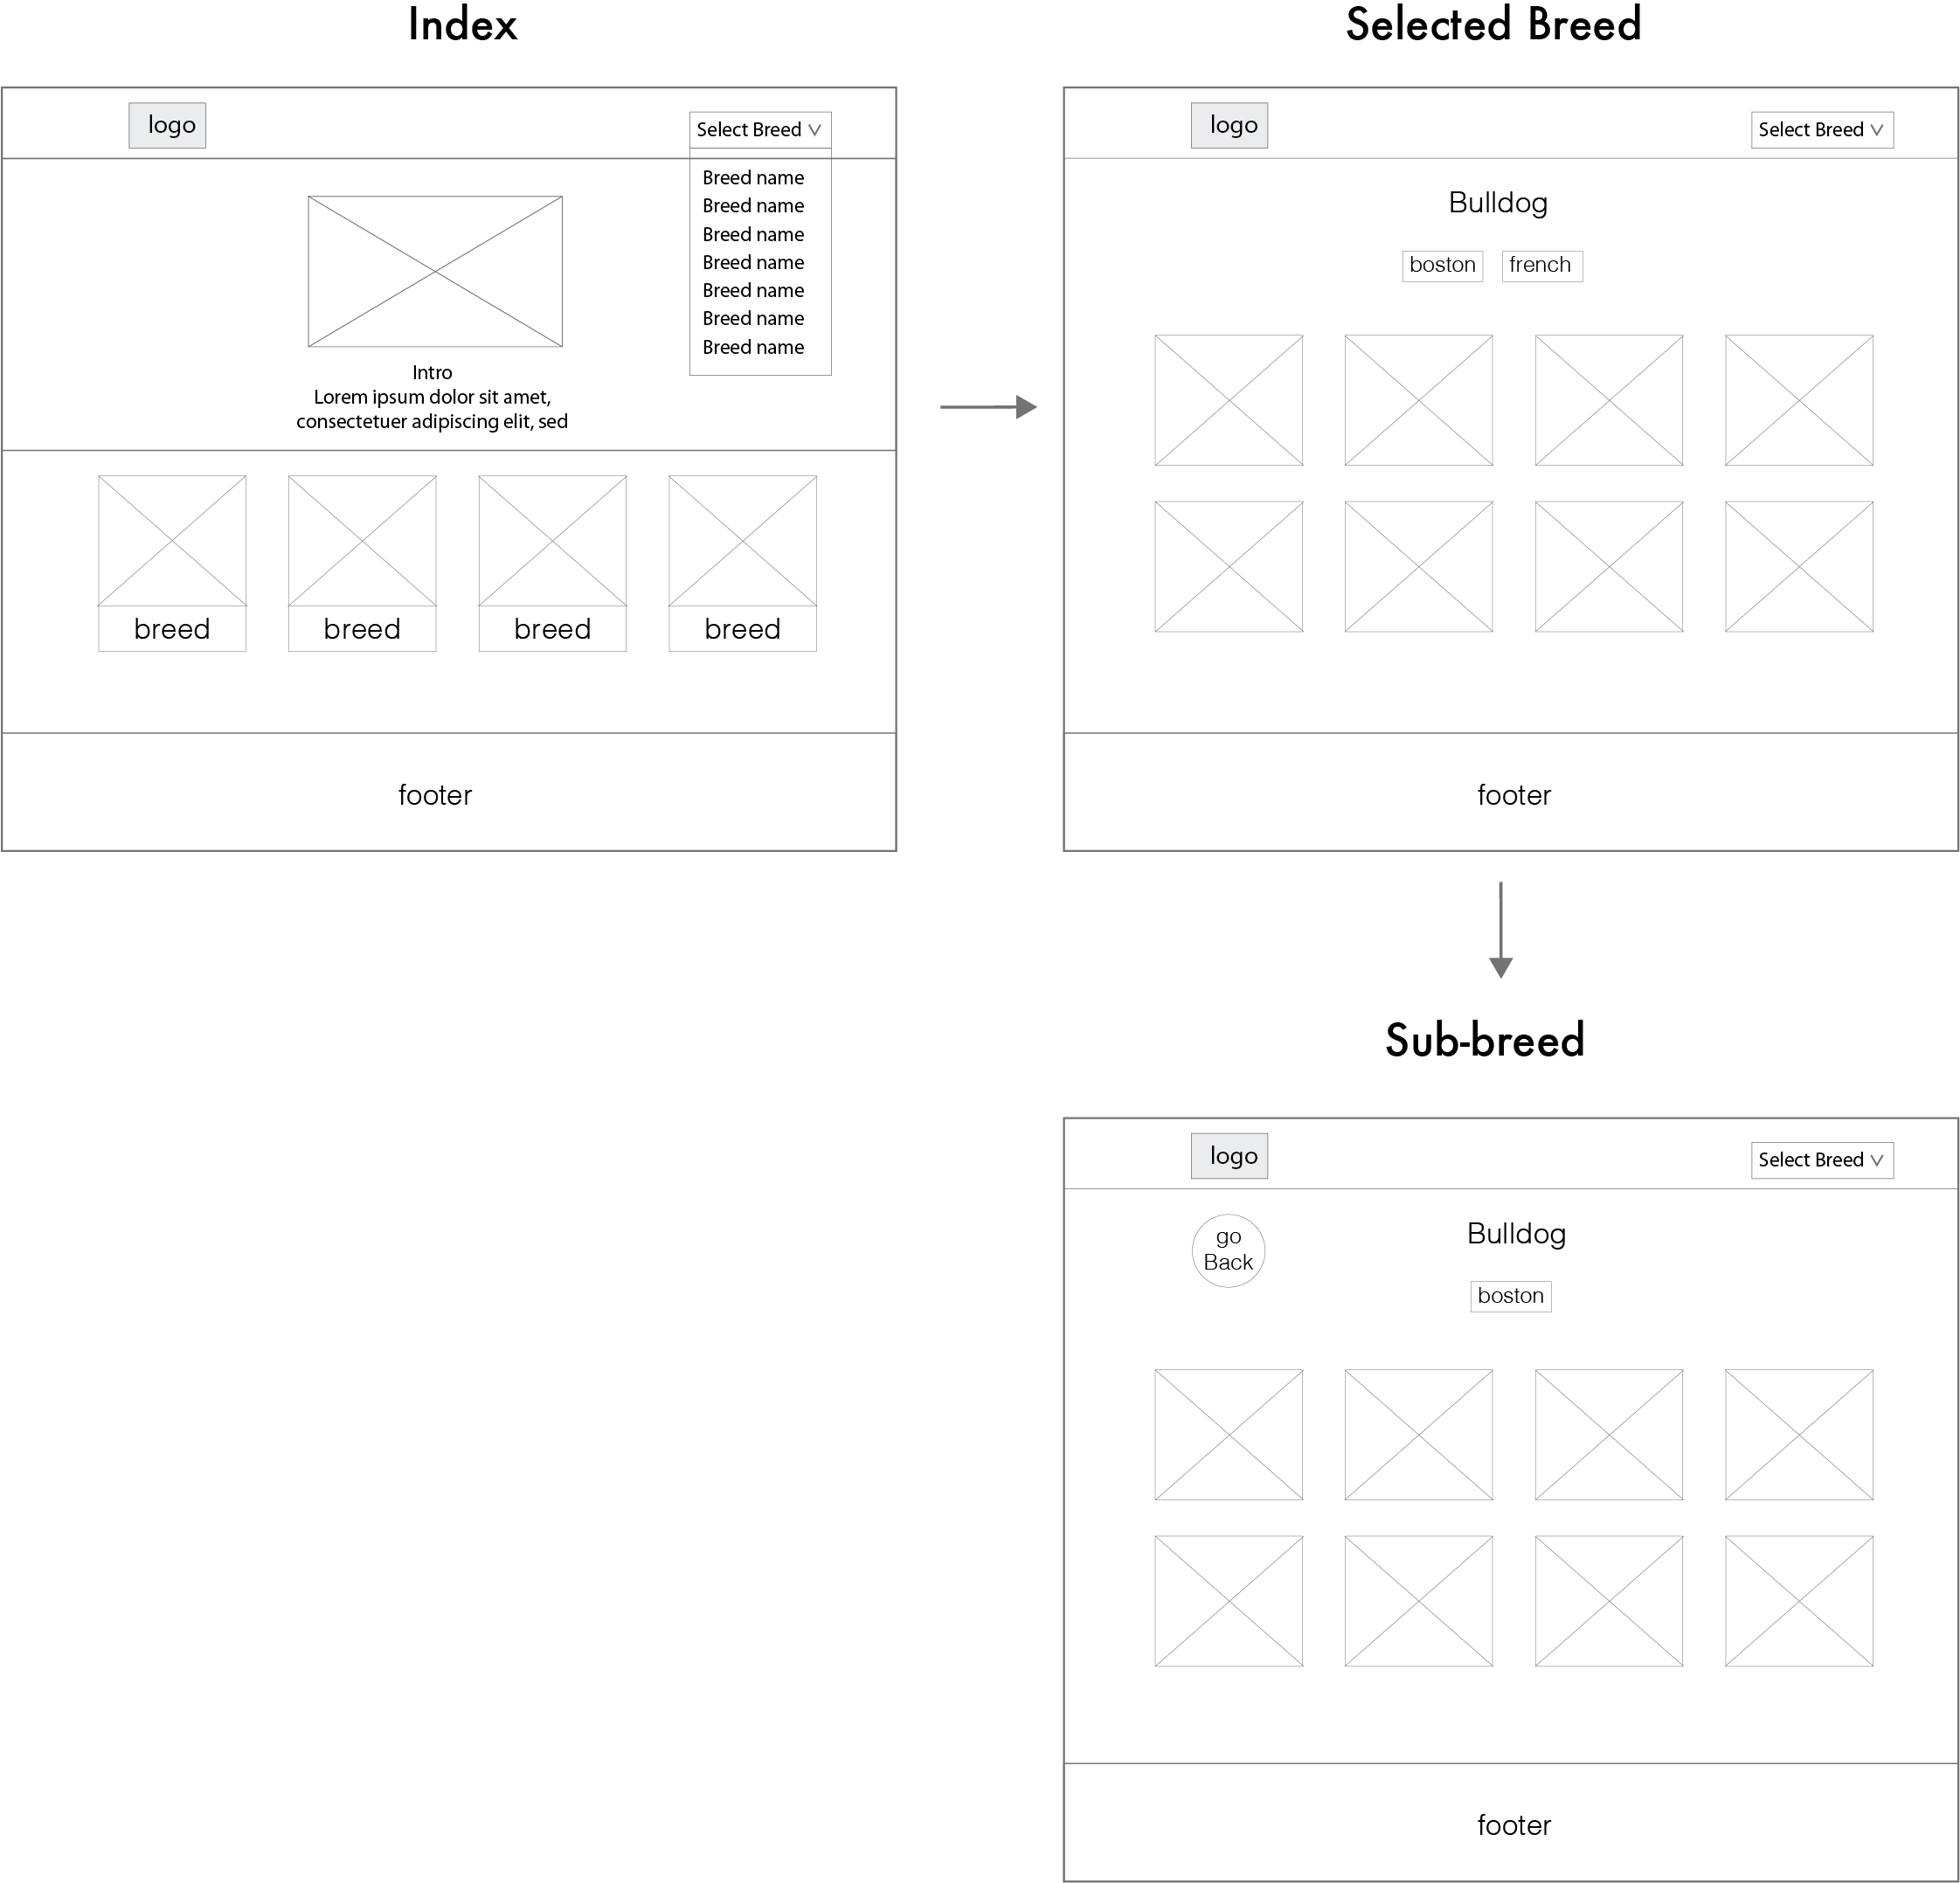 Index
logo
Select Breed
Breed name
Breed name
Breed name
Breed name
Breed name
Breed name
Breed name
Intro
Lorem ipsum dolor sit amet,
consectetuer adipiscing elit, sed
breed breed breed breed
footer
Selected Breed
logo
Select Breed
Bulldog
boston french
footer
Sub-breed
logo
Select Breed
go
Back
Bulldog
boston
footer